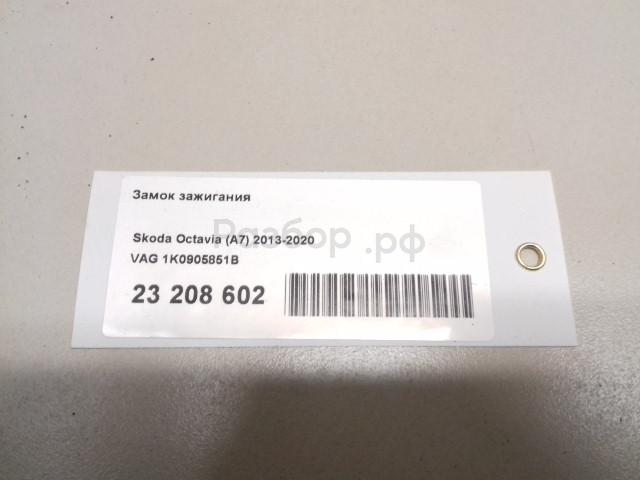 Замок зажигания
Разбор.рф
Skoda Octavia (A7) 2013-2020
VAG 1K0905851B
23 208 602